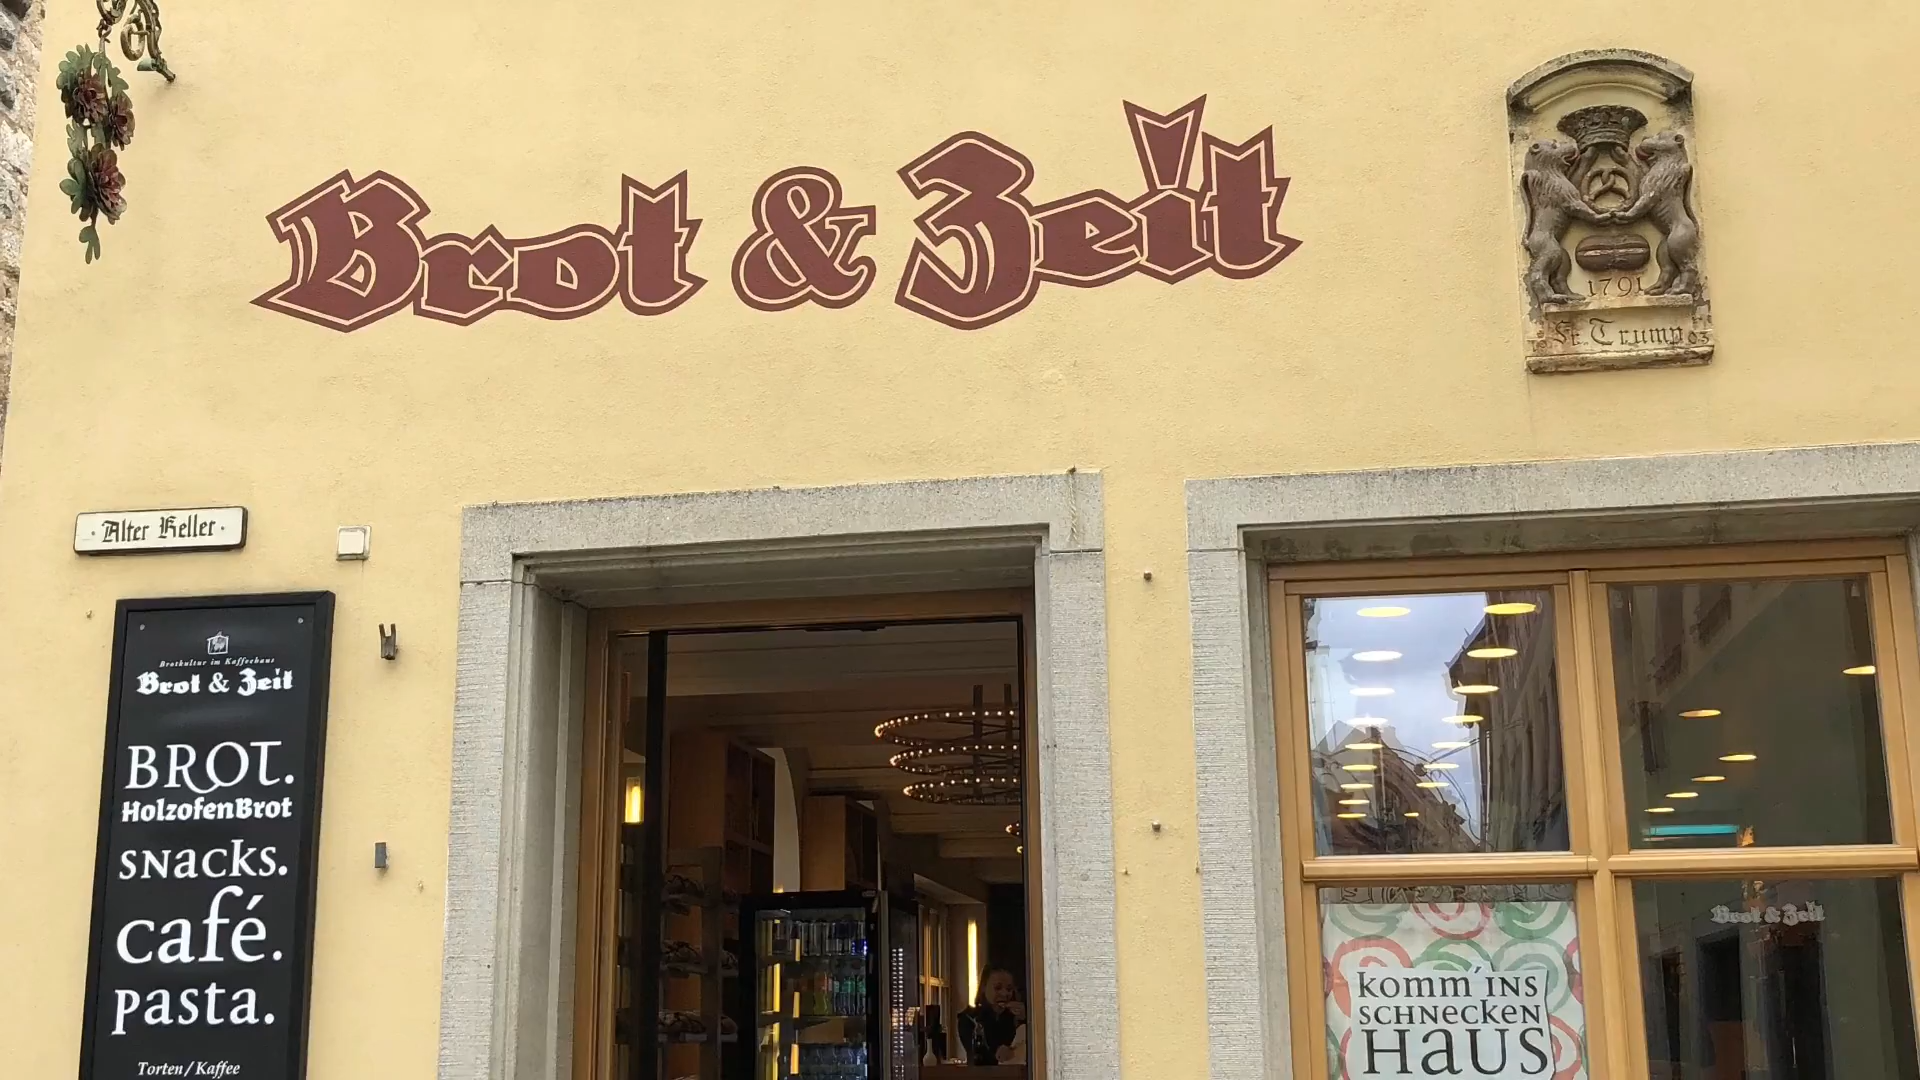 Brot & Zeit
1791
Fr. Trump
03
· Alter Keller ·
Brotkultur im Kaffeehaus
Brot & Zeit
BROT.
HolzofenBrot
snacks.
café.
pasta.
Torten / Kaffee
Brot & Zeit
komm'ins
schnecken
Haus